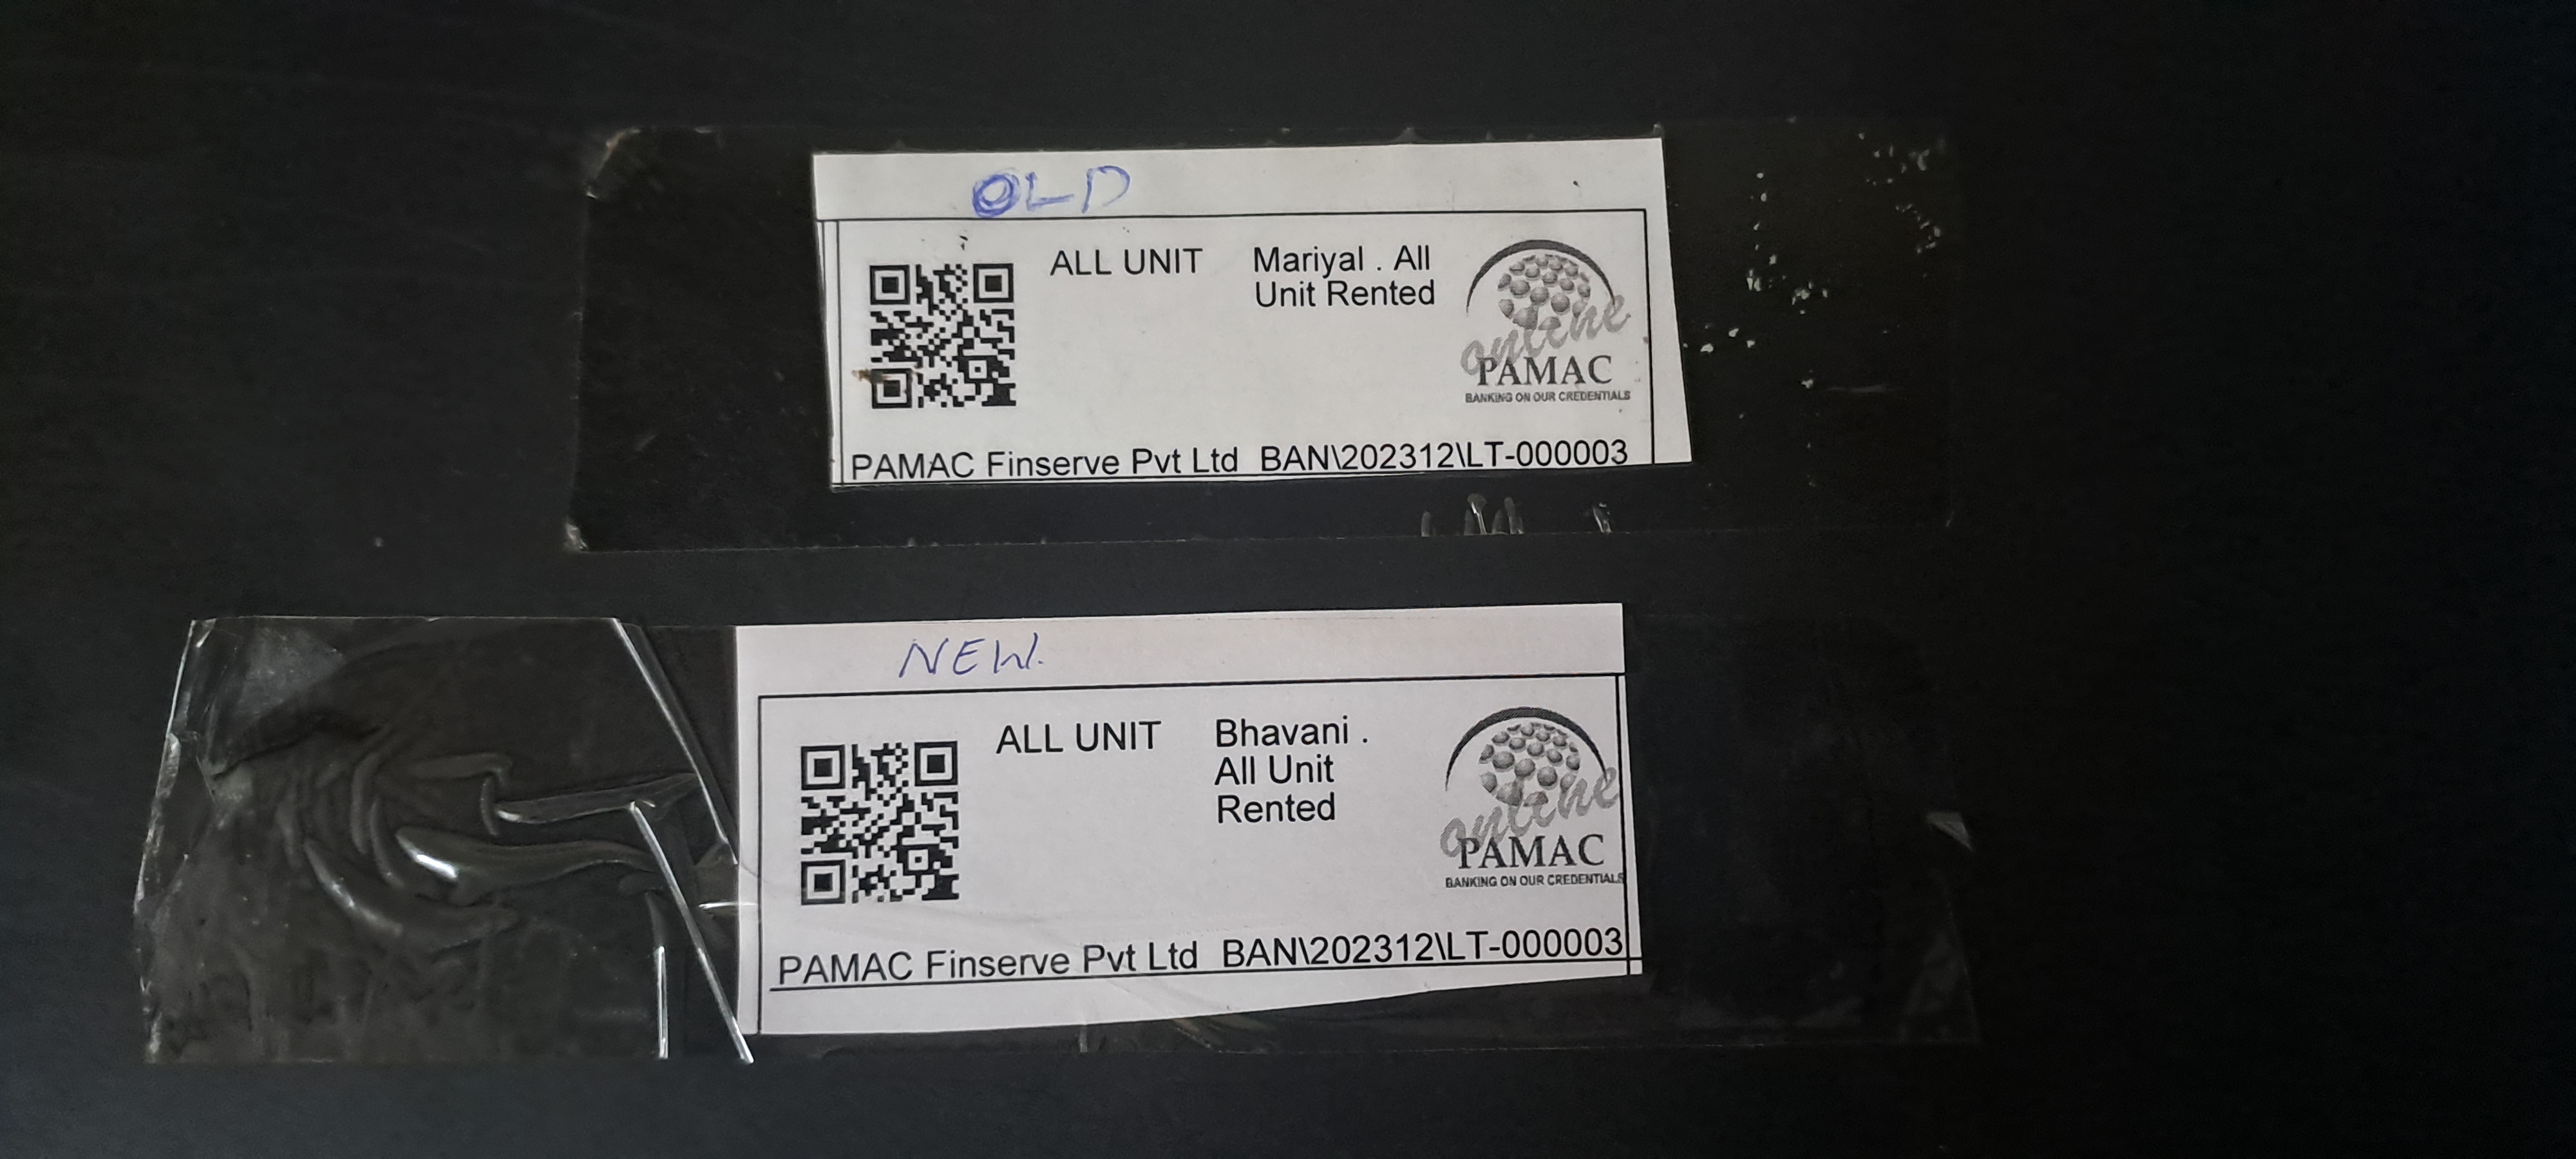 OLD
ALL UNIT
Mariyal . All
Unit Rented
PAMAC
BANKING ON OUR CREDENTIALS
PAMAC Finserve Pvt Ltd BAN\202312\LT-000003
NEW.
ALL UNIT
Bhavani .
All Unit
Rented
PAMAC
BANKING ON OUR CREDENTIALS
PAMAC Finserve Pvt Ltd BAN\202312\LT-000003